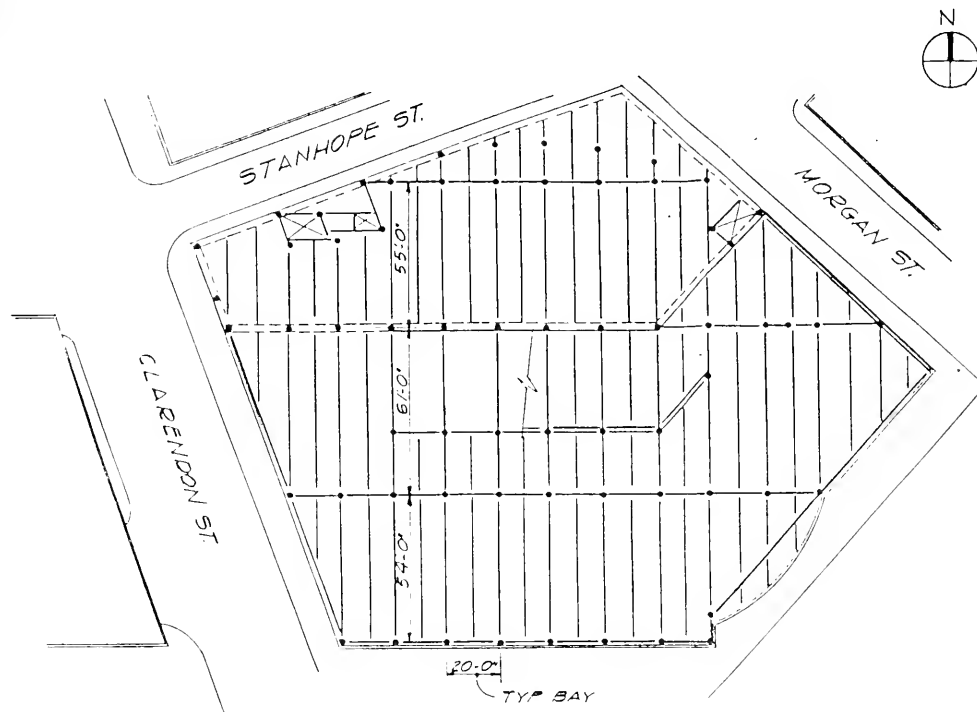 N
STANHOPE ST.
MORGAN ST.
CLARENDON ST.
55'-0"
61'-0"
54'-0"
20'-0"
TYP BAY